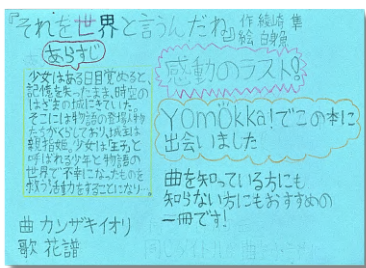 『それを世界と言うんだね』作 綾崎 隼
絵 白身魚
あらすじ
少女はある日目覚めると、
記憶を失ったまま、時空の
はざまの城にきていた。
そこには物語の登場人物
たちがくらしており、城主は
親指姫。少女は「王子」と
呼ばれる少年と物語の
世界で不幸になったものを
救う活動をすることになり…。
曲 カンザキイオリ
歌 花譜
感動のラスト!
YOMOkka!でこの本に
出会いました
曲を知っている方にも
知らない方にもおすすめの
一冊です!